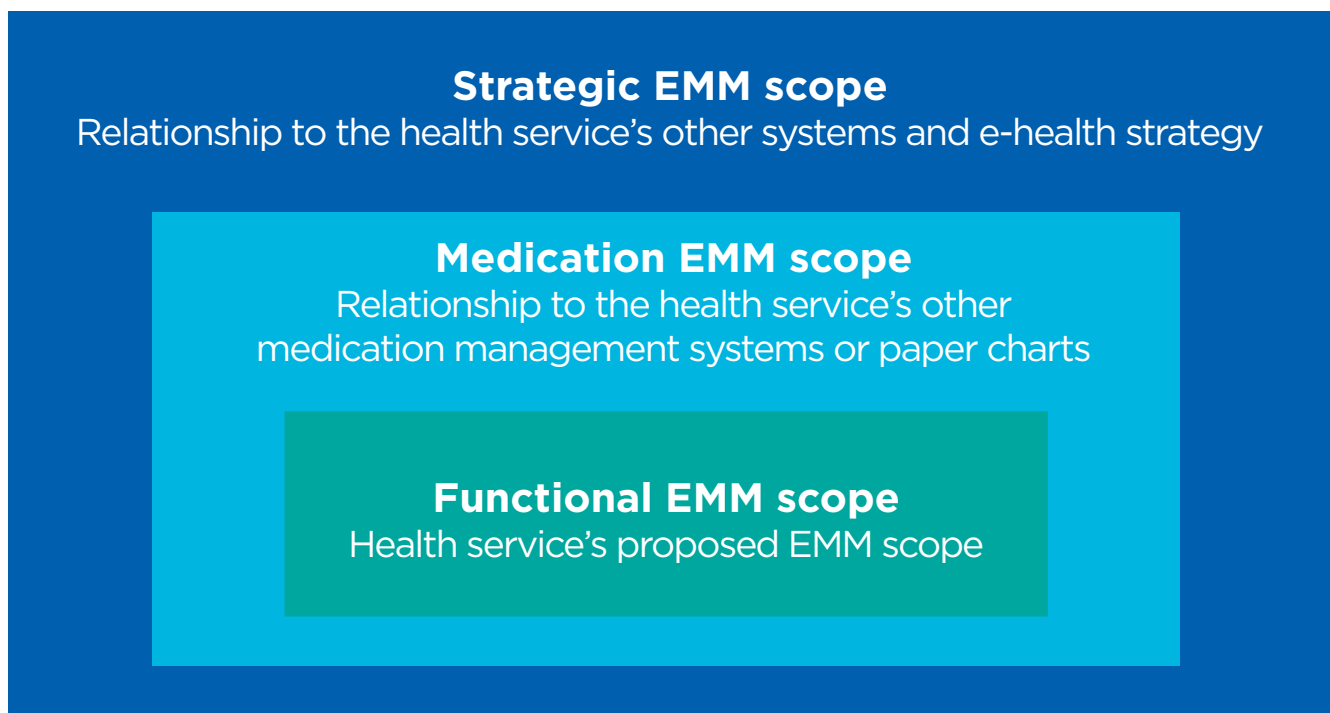 Strategic EMM scope
Relationship to the health service’s other systems and e-health strategy
Medication EMM scope
Relationship to the health service’s other
medication management systems or paper charts
Functional EMM scope
Health service’s proposed EMM scope